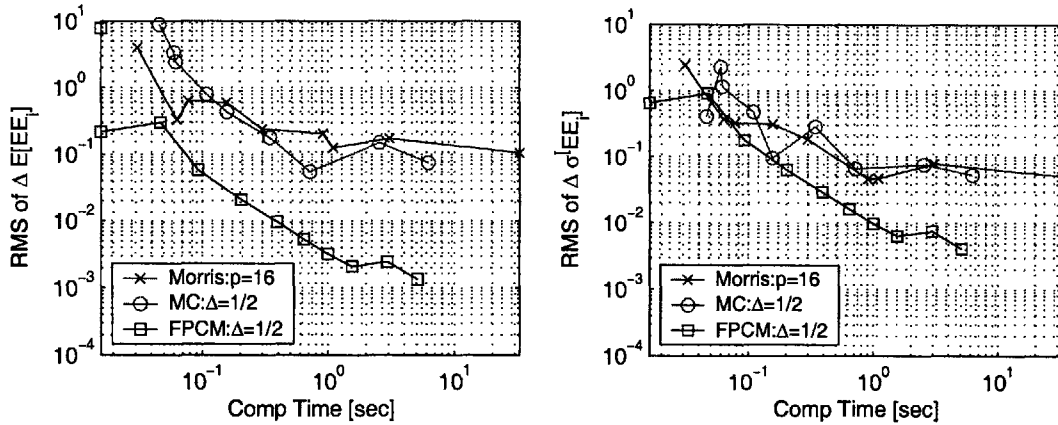 RMS of Δ E[EE_i]
10^1
10^0
10^-1
10^-2
10^-3
10^-4
Morris:p=16
MC:Δ=1/2
FPCM:Δ=1/2
10^-1
10^0
10^1
Comp Time [sec]
RMS of Δ σ[EE_i]
10^1
10^0
10^-1
10^-2
10^-3
10^-4
Morris:p=16
MC:Δ=1/2
FPCM:Δ=1/2
10^-1
10^0
10^1
Comp Time [sec]